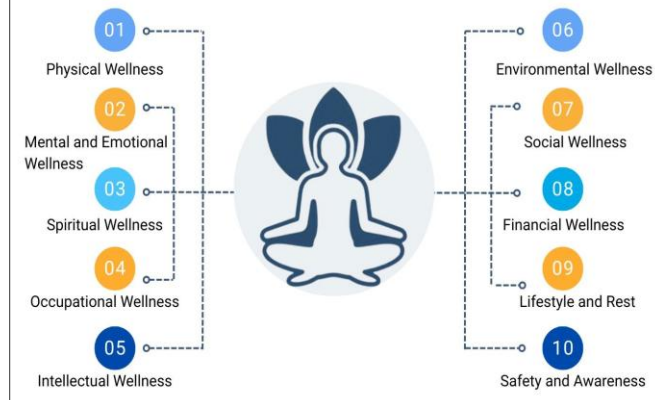 01
Physical Wellness
02
Mental and Emotional
Wellness
03
Spiritual Wellness
04
Occupational Wellness
05
Intellectual Wellness
06
Environmental Wellness
07
Social Wellness
08
Financial Wellness
09
Lifestyle and Rest
10
Safety and Awareness